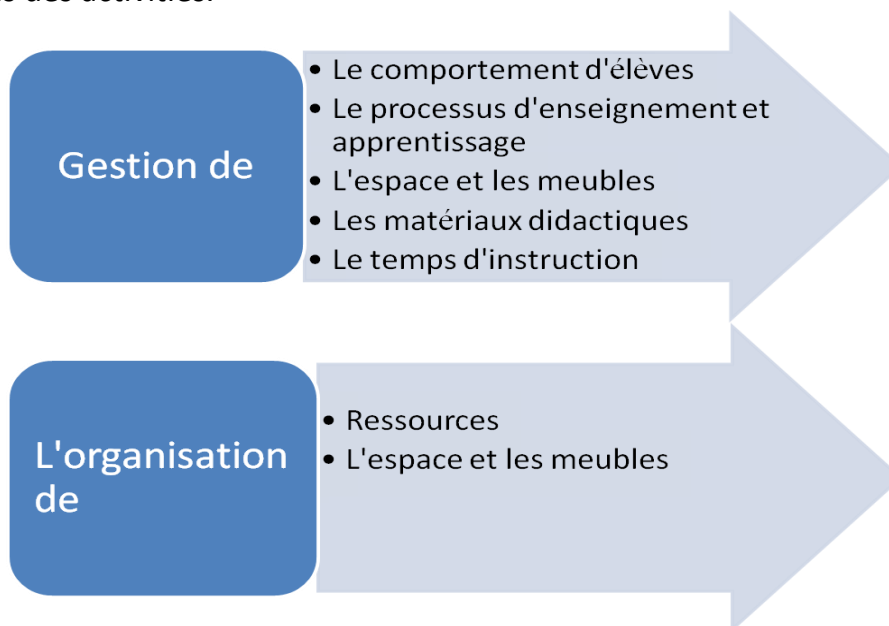 Gestion de
• Le comportement d'élèves
• Le processus d'enseignement et
apprentissage
• L'espace et les meubles
• Les matériaux didactiques
• Le temps d'instruction
L'organisation
de
• Ressources
• L'espace et les meubles